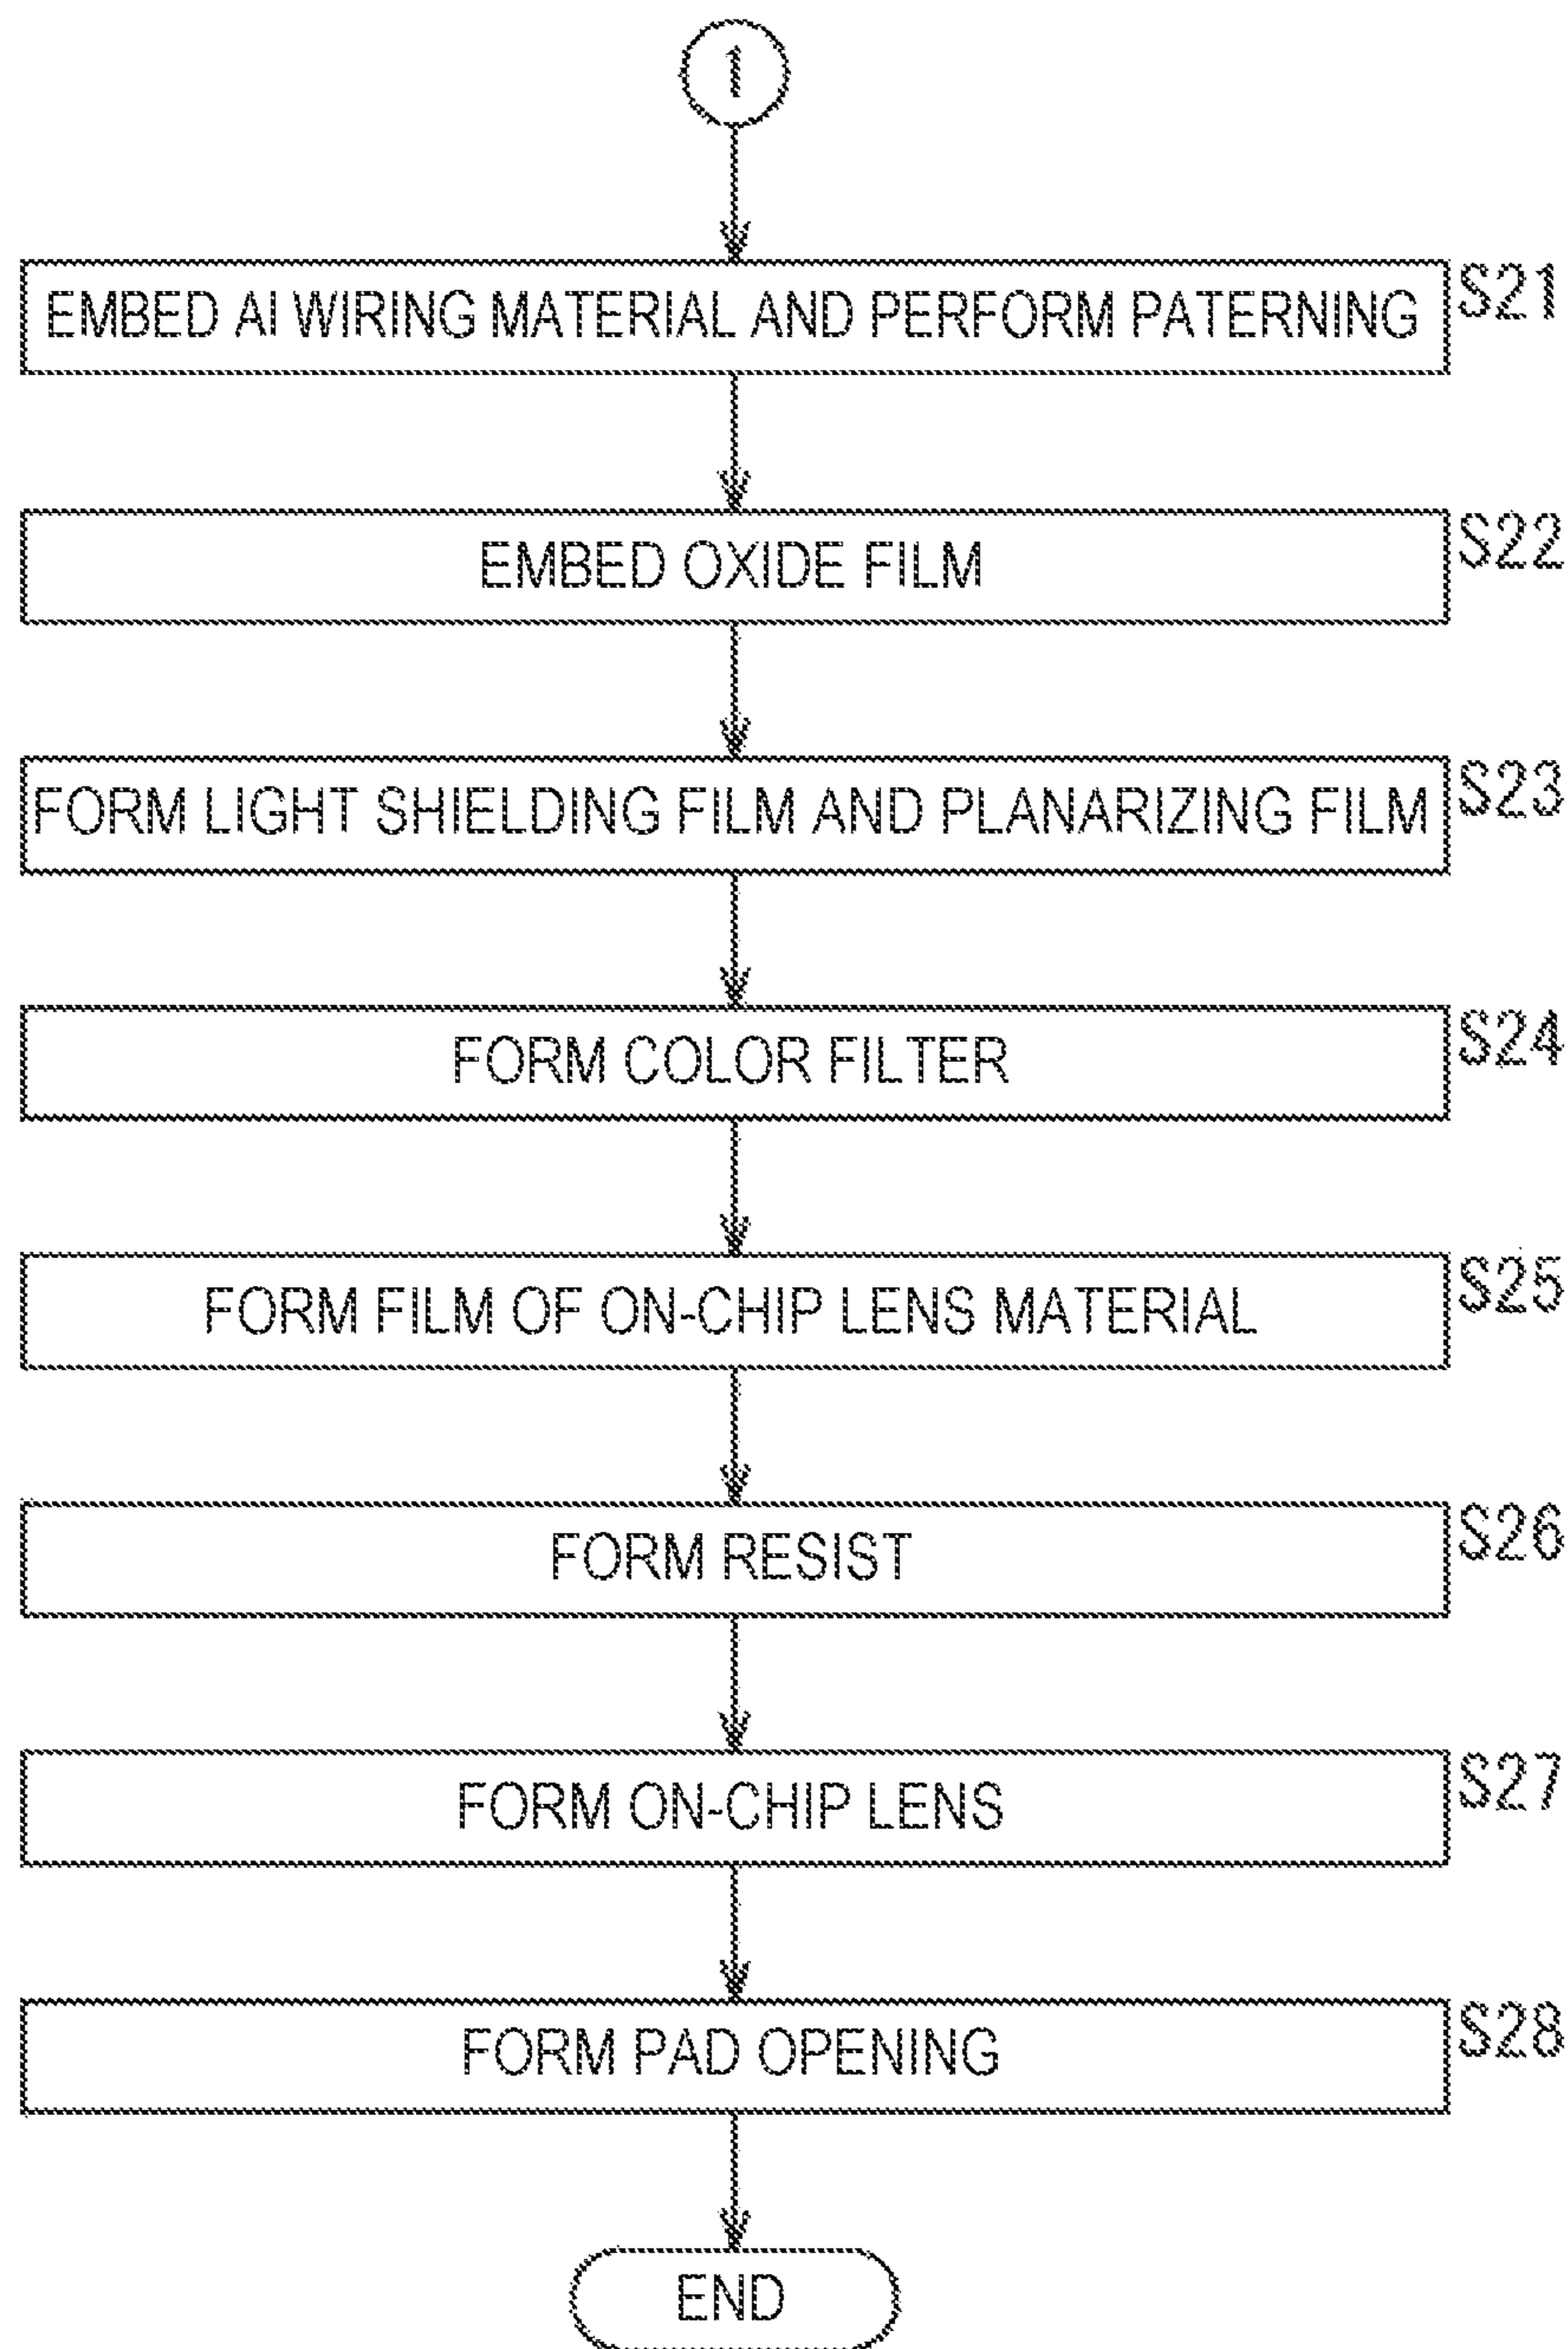 1
EMBED Al WIRING MATERIAL AND PERFORM PATERNING
S21
EMBED OXIDE FILM
S22
FORM LIGHT SHIELDING FILM AND PLANARIZING FILM
S23
FORM COLOR FILTER
S24
FORM FILM OF ON-CHIP LENS MATERIAL
S25
FORM RESIST
S26
FORM ON-CHIP LENS
S27
FORM PAD OPENING
S28
END